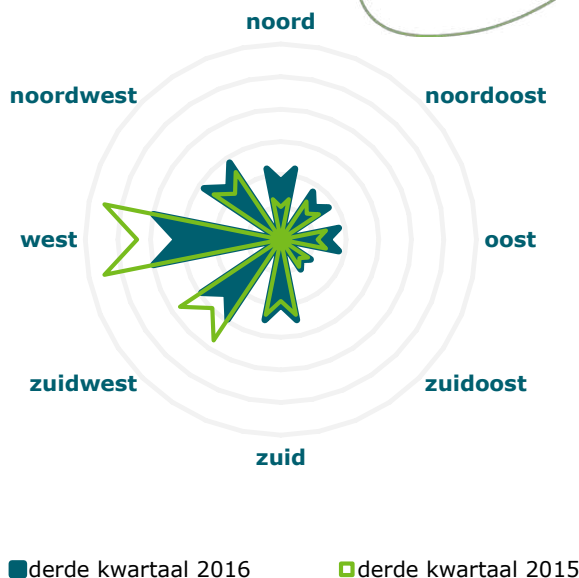 noord
noordwest noordoost
west oost
zuidwest zuidoost
zuid
derde kwartaal 2016 derde kwartaal 2015